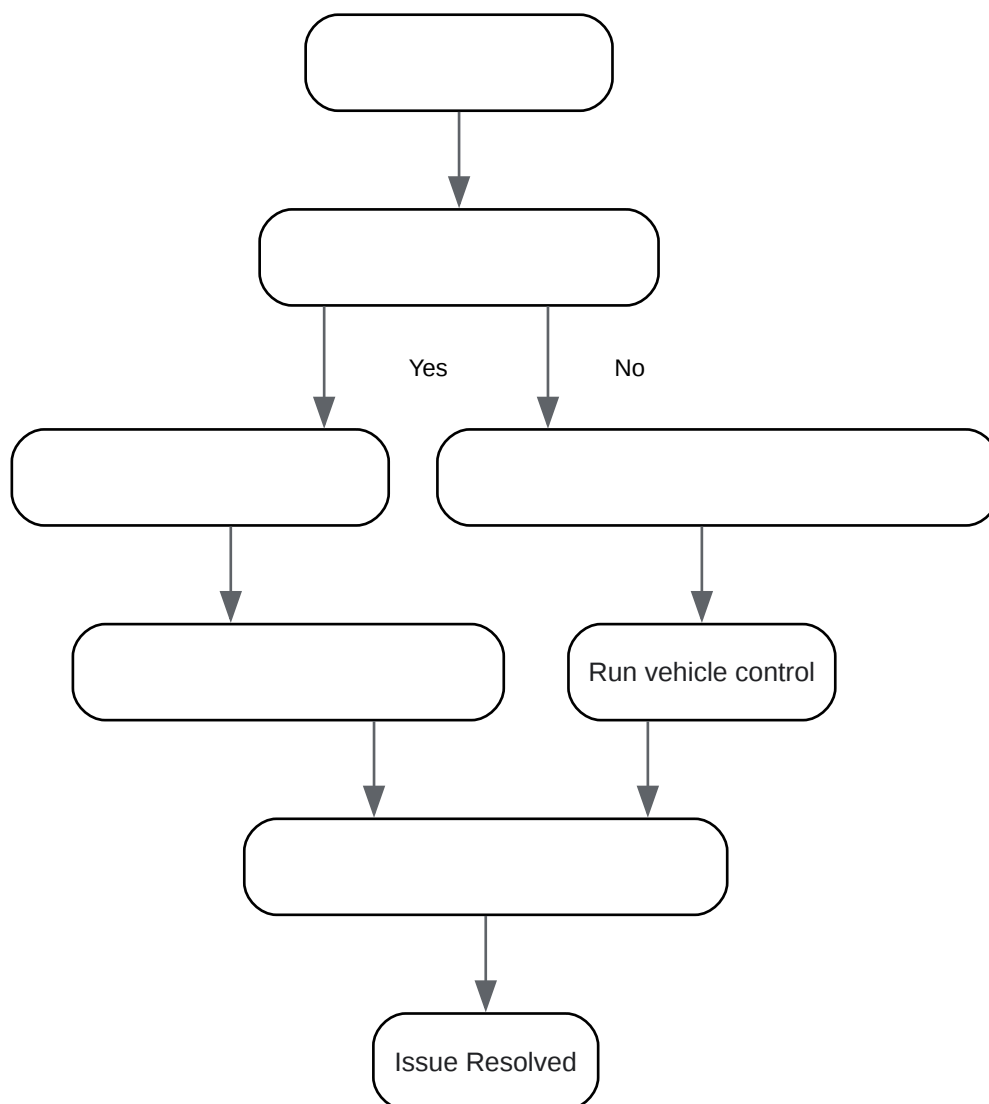 Yes
No
Run vehicle control
Issue Resolved